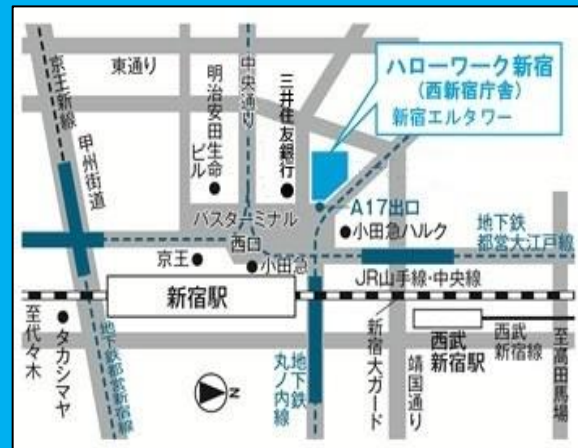 東通り
京王新線
甲州街道
明治安田生命
ビル
中央通り
三井住友銀行
ハローワーク新宿
(西新宿庁舎)
新宿エルタワー
バスターミナル
A17出口
小田急ハルク
地下鉄
都営大江戸線
西口
京王
小田急
JR山手線・中央線
新宿駅
至代々木
タカシマヤ
地下鉄都営新宿線
N
地下鉄
丸ノ内線
新宿大ガード
靖国通り
西武
新宿駅
西武
新宿線
至高田馬場